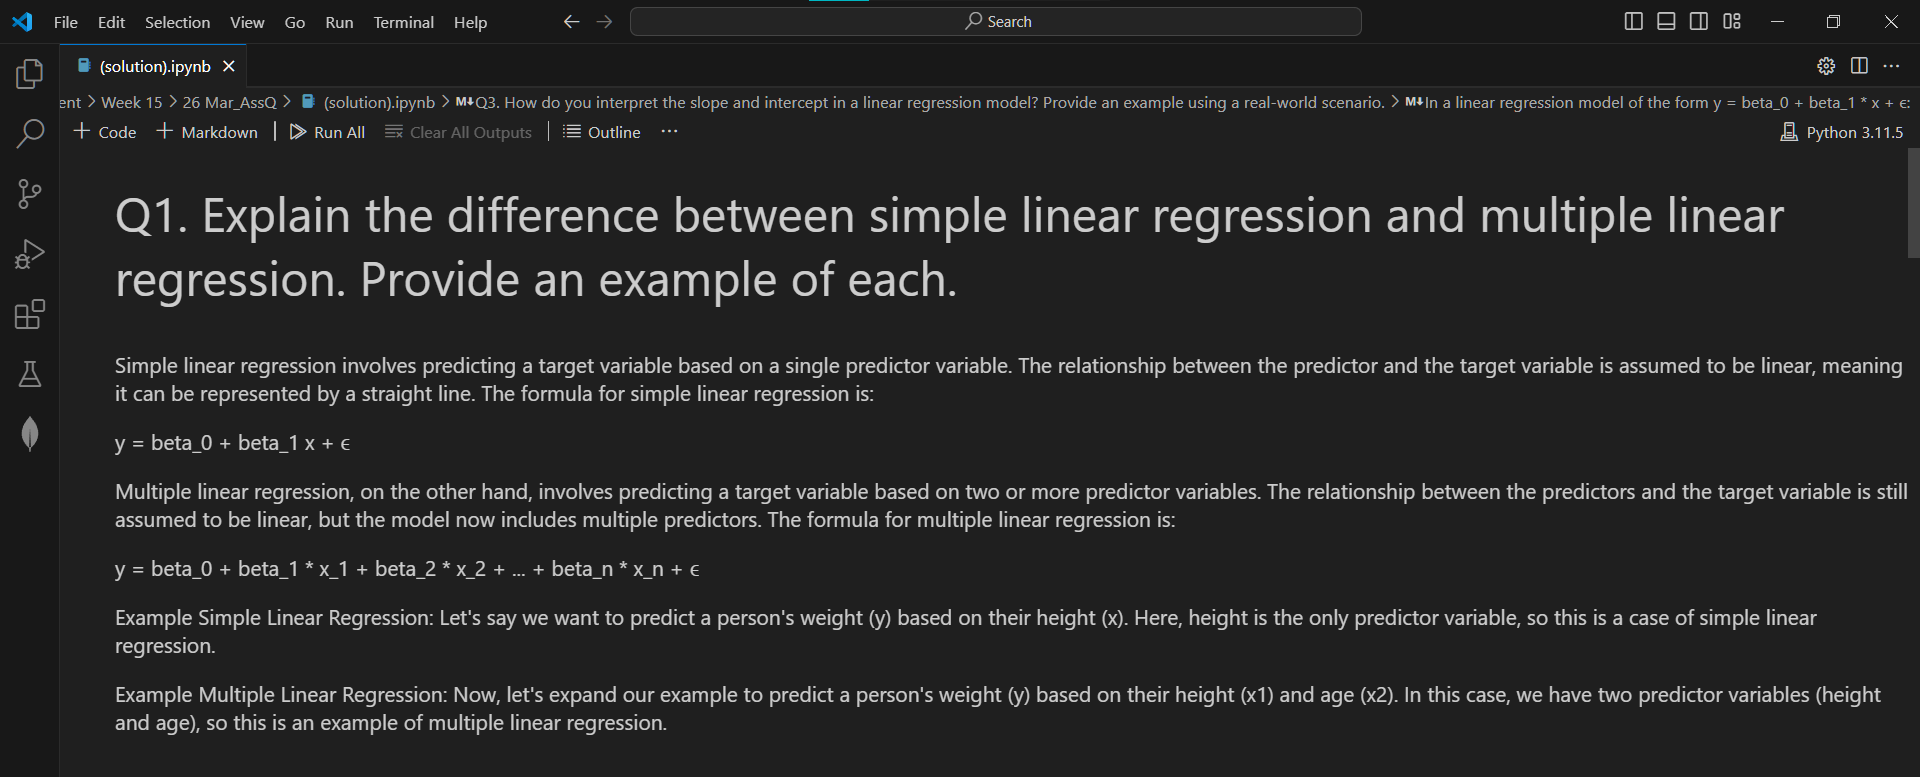 File Edit Selection View Go Run Terminal Help Search
(solution).ipynb
ent > Week 15 > 26 Mar_AssQ > (solution).ipynb > M↓Q3. How do you interpret the slope and intercept in a linear regression model? Provide an example using a real-world scenario. > M↓In a linear regression model of the form y = beta_0 + beta_1 * x + ϵ:
+ Code + Markdown Run All Clear All Outputs Outline ... Python 3.11.5
Q1. Explain the difference between simple linear regression and multiple linear
regression. Provide an example of each.
Simple linear regression involves predicting a target variable based on a single predictor variable. The relationship between the predictor and the target variable is assumed to be linear, meaning
it can be represented by a straight line. The formula for simple linear regression is:
y = beta_0 + beta_1 x + ϵ
Multiple linear regression, on the other hand, involves predicting a target variable based on two or more predictor variables. The relationship between the predictors and the target variable is still
assumed to be linear, but the model now includes multiple predictors. The formula for multiple linear regression is:
y = beta_0 + beta_1 * x_1 + beta_2 * x_2 + ... + beta_n * x_n + ϵ
Example Simple Linear Regression: Let's say we want to predict a person's weight (y) based on their height (x). Here, height is the only predictor variable, so this is a case of simple linear
regression.
Example Multiple Linear Regression: Now, let's expand our example to predict a person's weight (y) based on their height (x1) and age (x2). In this case, we have two predictor variables (height
and age), so this is an example of multiple linear regression.